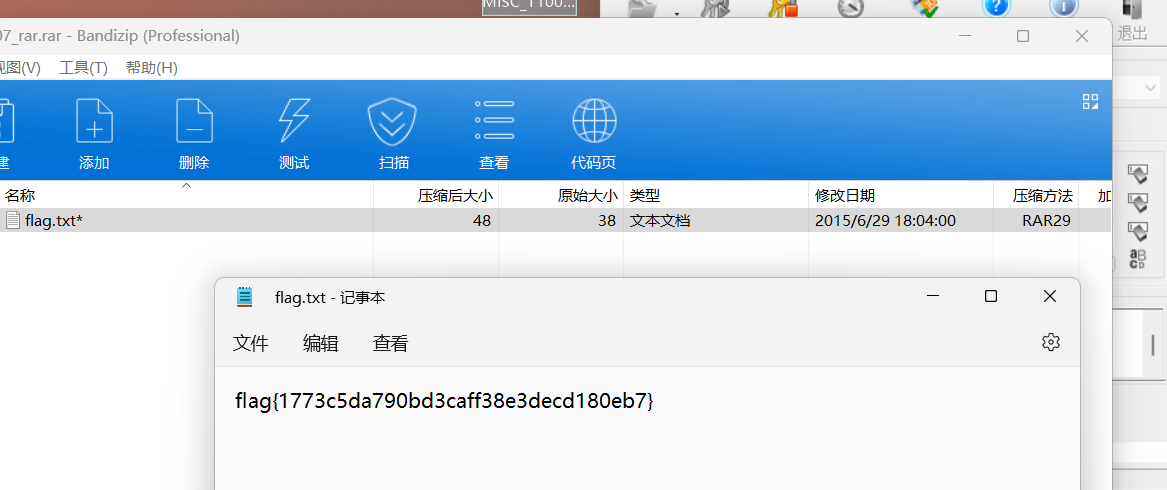 MISC_1100...
07_rar.rar - Bandizip (Professional)
退出
视图(V) 工具(T) 帮助(H)
建 添加 删除 测试 扫描 查看 代码页
名称 压缩后大小 原始大小 类型 修改日期 压缩方法 加
flag.txt* 48 38 文本文档 2015/6/29 18:04:00 RAR29
flag.txt - 记事本
文件 编辑 查看
flag{1773c5da790bd3caff38e3decd180eb7}